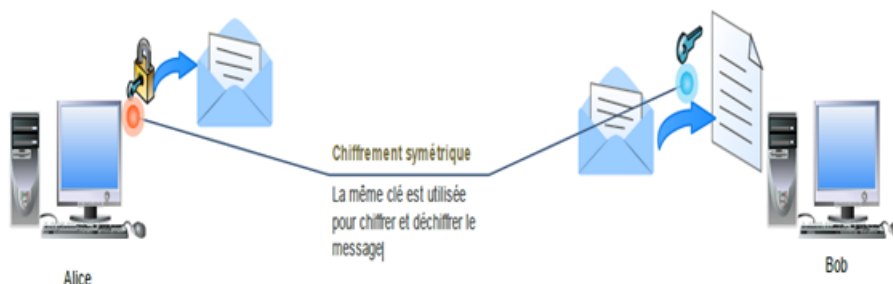 Chiffrement symétrique
La même clé est utilisée
pour chiffrer et déchiffrer le
message
Alice
Bob